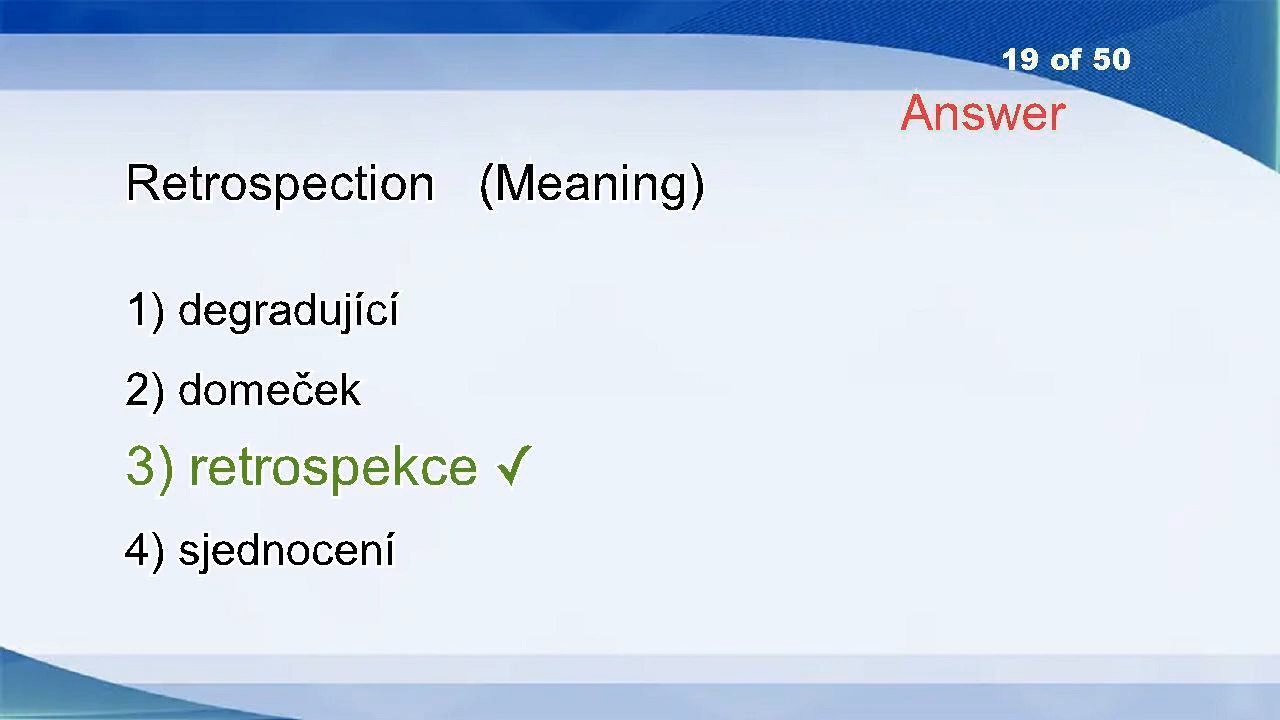 19 of 50
Answer
Retrospection (Meaning)
1) degradující
2) domeček
3) retrospekce ✓
4) sjednocení